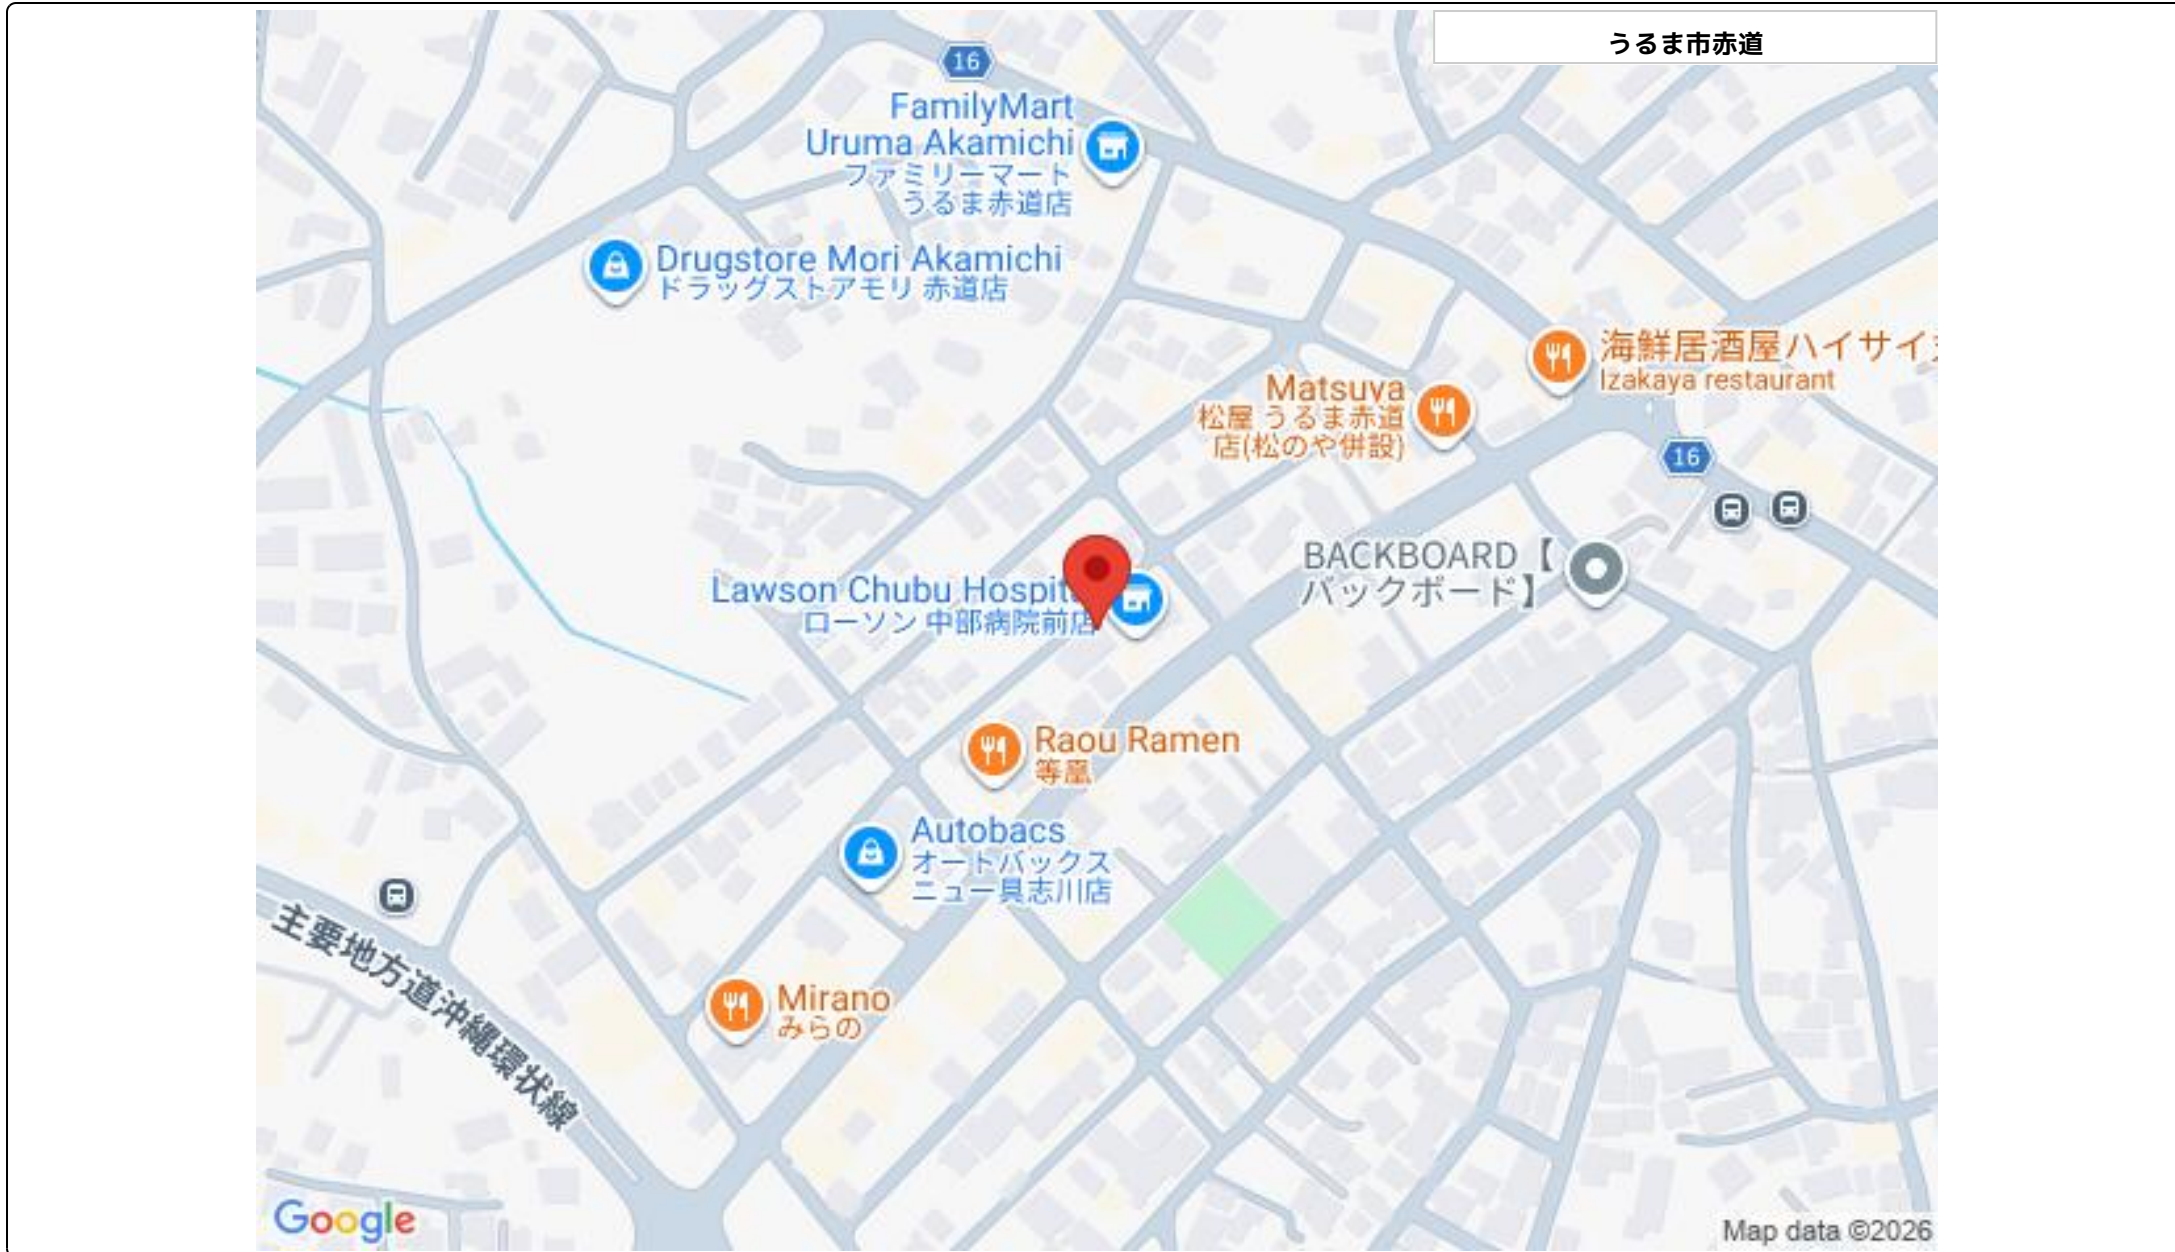 うるま市赤道
16
FamilyMart
Uruma Akamichi
ファミリーマート
うるま赤道店
Drugstore Mori Akamichi
ドラッグストアモリ 赤道店
海鮮居酒屋ハイサイ
Izakaya restaurant
Matsuya
松屋 うるま赤道
店(松のや併設)
16
BACKBOARD【
バックボード】
Lawson Chubu Hospit
ローソン 中部病院前店
Raou Ramen
等凰
Autobacs
オートバックス
ニュー具志川店
主要地方道沖縄環状線
Mirano
みらの
Google
Map data ©2026